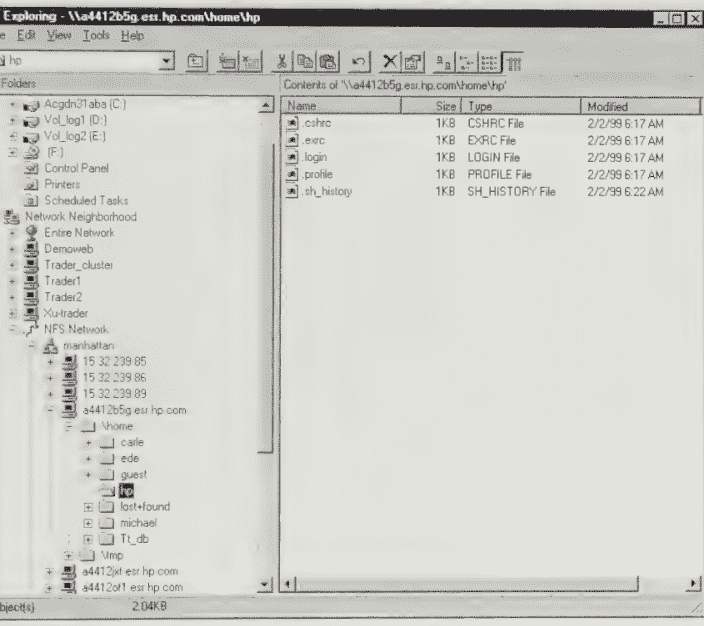 Exploring - \\a4412b5g.esr.hp.com\home\hp
Edit View Tools Help
hp
Folders
Contents of '\\a4412b5g.esr.hp.com\home\hp'
Acgdn31aba (C:)
Vol_log1 (D:)
Vol_log2 (E:)
(F:)
Control Panel
Printers
Scheduled Tasks
Network Neighborhood
Entire Network
Demoweb
Trader_cluster
Trader1
Trader2
Xu-trader
NFS Network
manhattan
15.32.239.85
15.32.239.86
15.32.239.89
a4412b5g.esr.hp.com
\home
carle
ede
guest
hp
lost+found
michael
Tt_db
\tmp
a4412jxt.esr.hp.com
a4412of1.esr.hp.com
Name Size Type Modified
.cshrc 1KB CSHRC File 2/2/99 6:17 AM
.exrc 1KB EXRC File 2/2/99 6:17 AM
.login 1KB LOGIN File 2/2/99 6:17 AM
.profile 1KB PROFILE File 2/2/99 6:17 AM
.sh_history 1KB SH_HISTORY File 2/2/99 6:22 AM
bject(s) 2.04KB